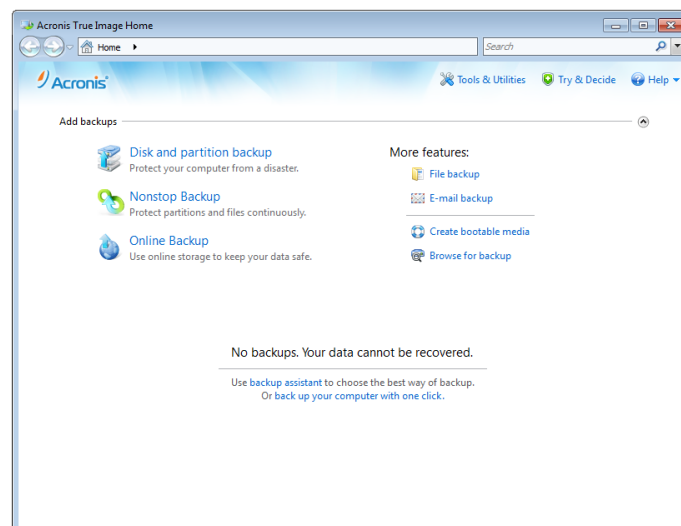 Acronis True Image Home
Home
Search
Acronis
Tools & Utilities
Try & Decide
Help
Add backups
Disk and partition backup
Protect your computer from a disaster.
Nonstop Backup
Protect partitions and files continuously.
Online Backup
Use online storage to keep your data safe.
More features:
File backup
E-mail backup
Create bootable media
Browse for backup
No backups. Your data cannot be recovered.
Use backup assistant to choose the best way of backup.
Or back up your computer with one click.